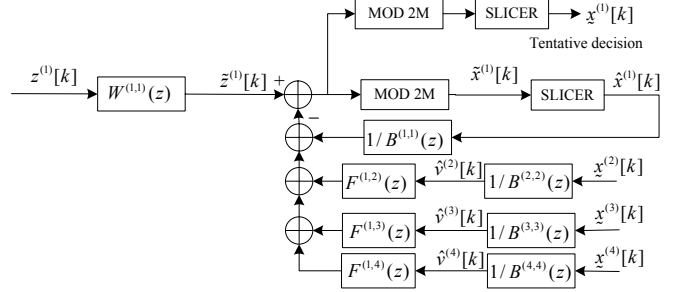 MOD 2M SLICER x̰^{(1)}[k]
Tentative decision
z^{(1)}[k] W^{(1,1)}(z) z̃^{(1)}[k] + MOD 2M x̃^{(1)}[k] SLICER x̂^{(1)}[k]
−
1/B^{(1,1)}(z)
F^{(1,2)}(z) v̂^{(2)}[k] 1/B^{(2,2)}(z) x̰^{(2)}[k]
F^{(1,3)}(z) v̂^{(3)}[k] 1/B^{(3,3)}(z) x̰^{(3)}[k]
F^{(1,4)}(z) v̂^{(4)}[k] 1/B^{(4,4)}(z) x̰^{(4)}[k]